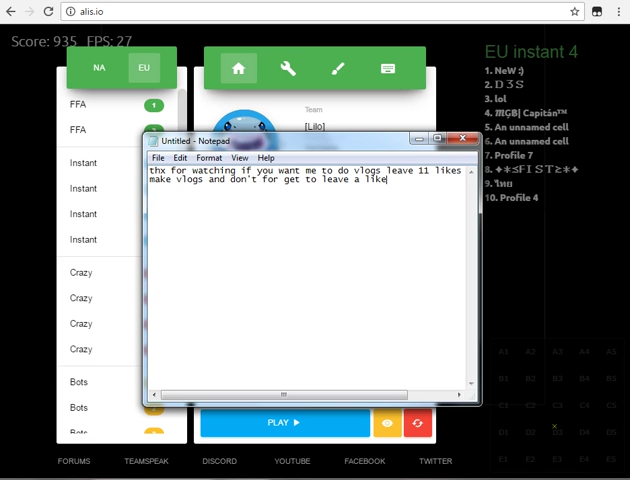 alis.io
Score: 935 FPS: 27
NA
EU
FFA
1
FFA
Instant
Instant
Instant
Instant
Crazy
Crazy
Crazy
Crazy
Bots
Bots
Bots
Team
[Lilo]
Untitled - Notepad
File Edit Format View Help
thx for watching if you want me to do vlogs leave 11 likes
make vlogs and don't for get to leave a like
PLAY
FORUMS TEAMSPEAK DISCORD YOUTUBE FACEBOOK TWITTER
EU instant 4
1. NeW :)
2. D 3 S
3. lol
4. MGB| Capitán™
5. An unnamed cell
6. An unnamed cell
7. Profile 7
9. ไทย
10. Profile 4
A1 A2 A3 A4 A5
B1 B2 B3 B4 B5
C1 C2 C3 C4 C5
D1 D2 D3 D4 D5
E1 E2 E3 E4 E5